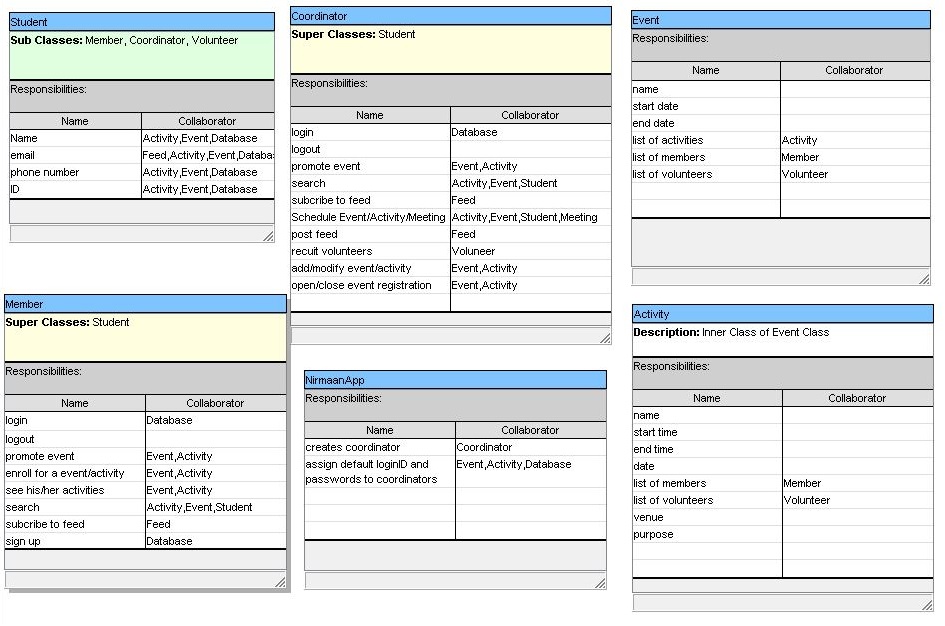 Student
Sub Classes: Member, Coordinator, Volunteer
Responsibilities:
Name Collaborator
Name Activity,Event,Database
email Feed,Activity,Event,Databa
phone number Activity,Event,Database
ID Activity,Event,Database
Coordinator
Super Classes: Student
Responsibilities:
Name Collaborator
login Database
logout
promote event Event,Activity
search Activity,Event,Student
subcribe to feed Feed
Schedule Event/Activity/Meeting Activity,Event,Student,Meeting
post feed Feed
recuit volunteers Voluneer
add/modify event/activity Event,Activity
open/close event registration Event,Activity
Event
Responsibilities:
Name Collaborator
name
start date
end date
list of activities Activity
list of members Member
list of volunteers Volunteer
Member
Super Classes: Student
Responsibilities:
Name Collaborator
login Database
logout
promote event Event,Activity
enroll for a event/activity Event,Activity
see his/her activities Event,Activity
search Activity,Event,Student
subcribe to feed Feed
sign up Database
NirmaanApp
Responsibilities:
Name Collaborator
creates coordinator Coordinator
assign default loginID and Event,Activity,Database
passwords to coordinators
Activity
Description: Inner Class of Event Class
Responsibilities:
Name Collaborator
name
start time
end time
date
list of members Member
list of volunteers Volunteer
venue
purpose